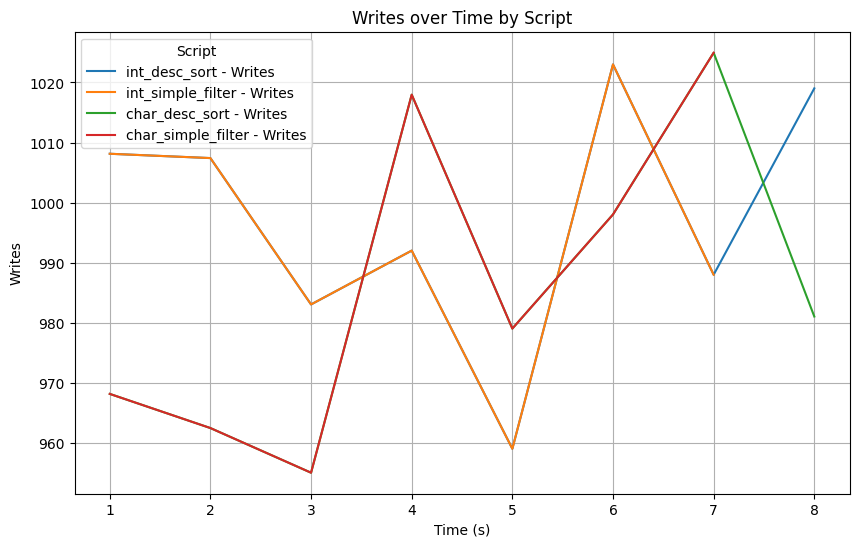 Writes over Time by Script
Script
int_desc_sort - Writes
int_simple_filter - Writes
char_desc_sort - Writes
char_simple_filter - Writes
Writes
1020
1010
1000
990
980
970
960
1 2 3 4 5 6 7 8
Time (s)